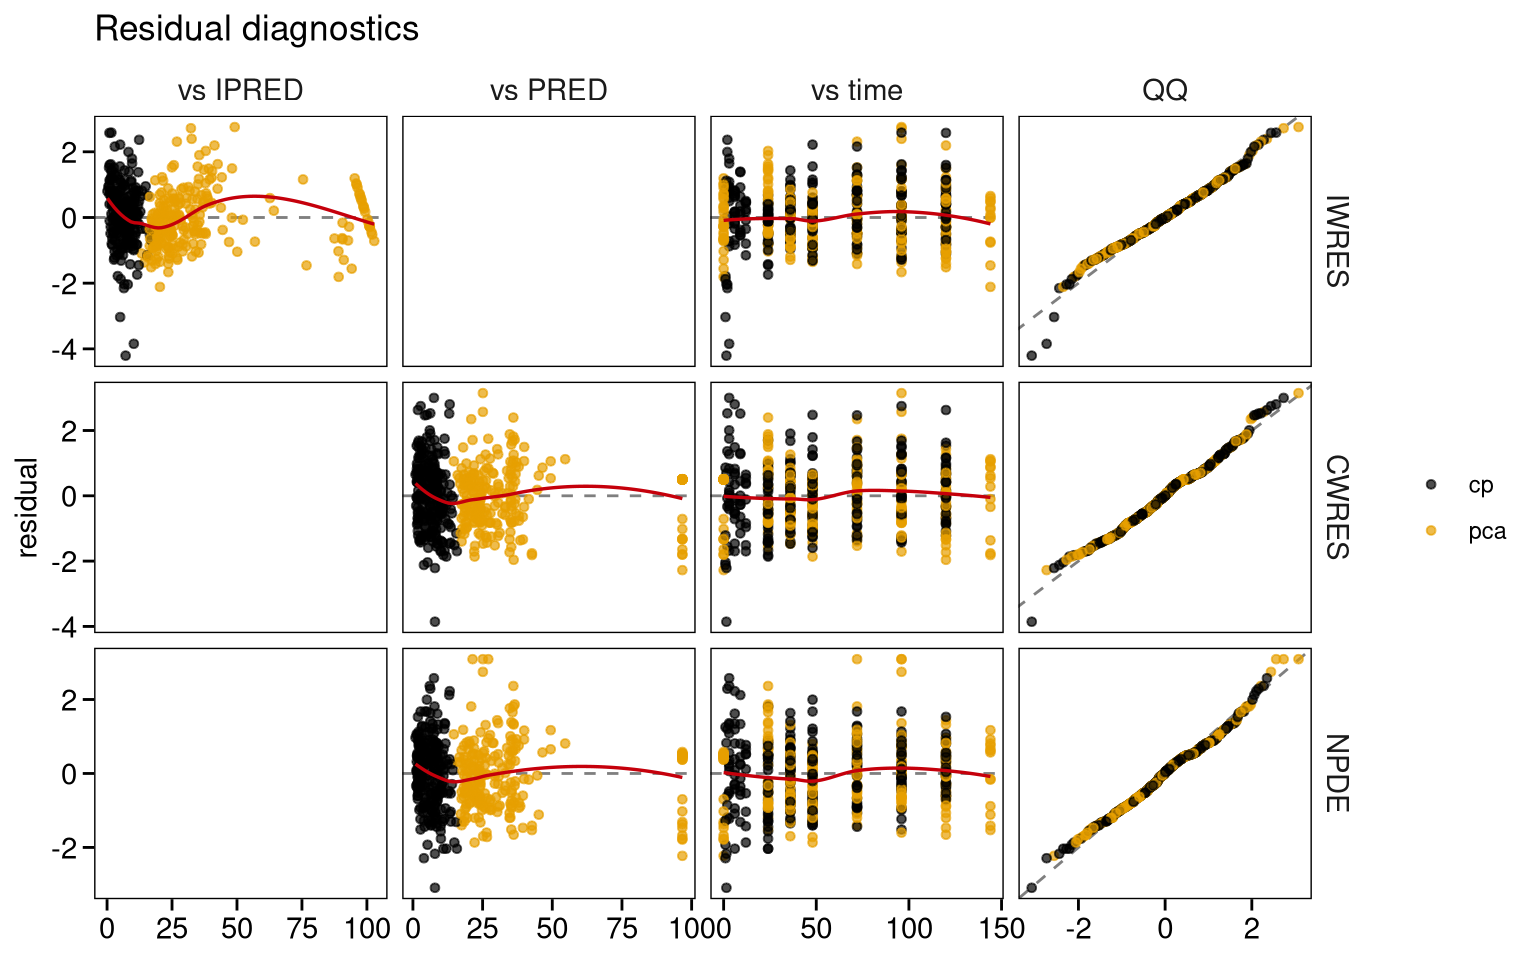 Residual diagnostics
vs IPRED
vs PRED
vs time
QQ
2
0
-2
-4
IWRES
2
0
-2
-4
CWRES
residual
cp
pca
2
0
-2
NPDE
0 25 50 75 100
0 25 50 75 100
0 50 100 150
-2 0 2